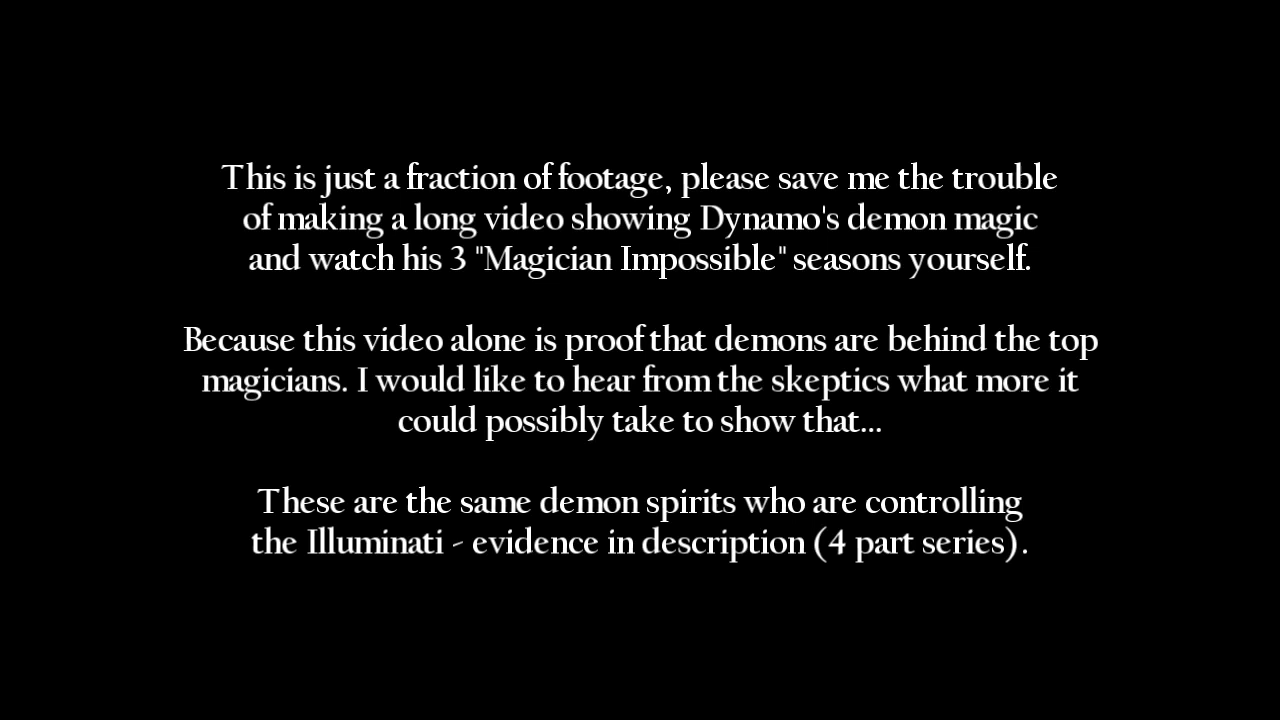 This is just a fraction of footage, please save me the trouble
of making a long video showing Dynamo's demon magic
and watch his 3 "Magician Impossible" seasons yourself.
Because this video alone is proof that demons are behind the top
magicians. I would like to hear from the skeptics what more it
could possibly take to show that...
These are the same demon spirits who are controlling
the Illuminati - evidence in description (4 part series).